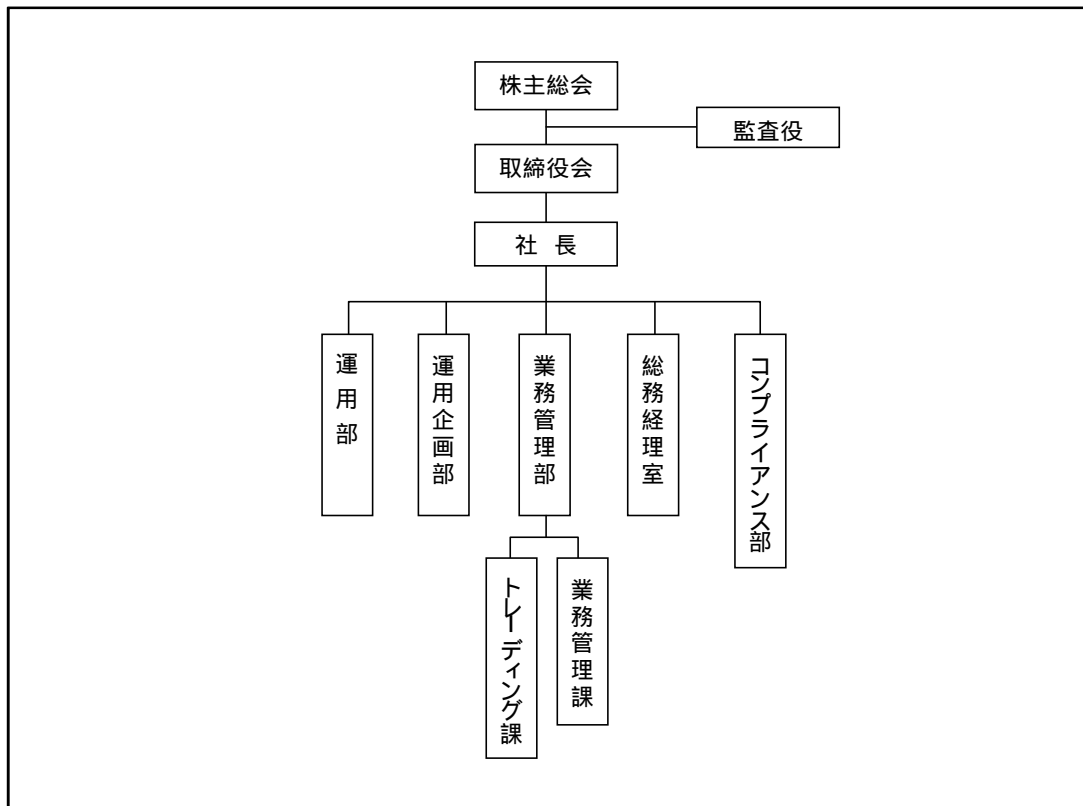 株主総会
監査役
取締役会
社 長
運用部
運用企画部
業務管理部
総務経理室
コンプライアンス部
トレーディング課
業務管理課